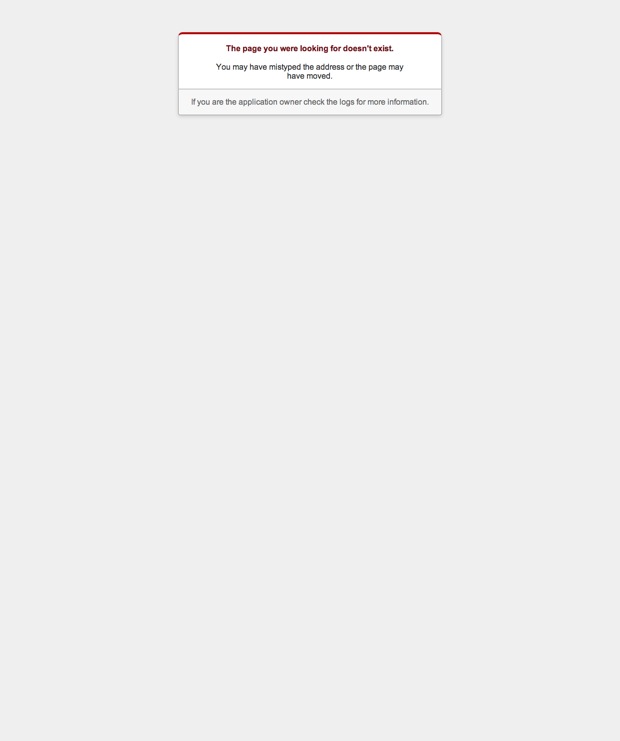 The page you were looking for doesn't exist.
You may have mistyped the address or the page may
have moved.
If you are the application owner check the logs for more information.